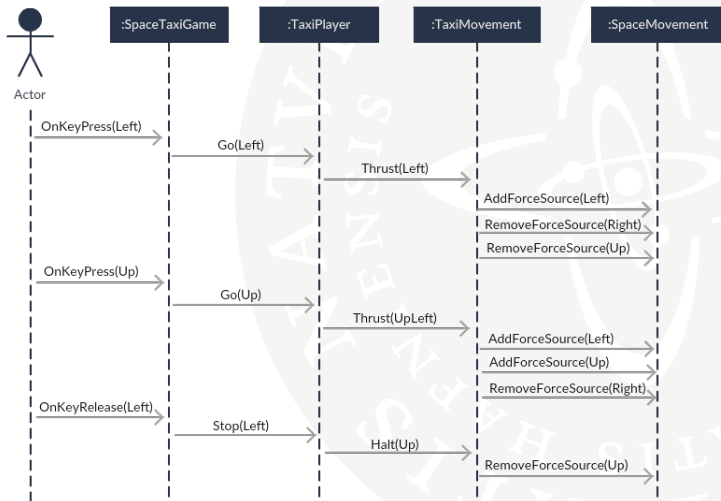 :SpaceTaxiGame
:TaxiPlayer
:TaxiMovement
:SpaceMovement
Actor
OnKeyPress(Left)
Go(Left)
Thrust(Left)
AddForceSource(Left)
RemoveForceSource(Right)
RemoveForceSource(Up)
OnKeyPress(Up)
Go(Up)
Thrust(UpLeft)
AddForceSource(Left)
AddForceSource(Up)
RemoveForceSource(Right)
OnKeyRelease(Left)
Stop(Left)
Halt(Up)
RemoveForceSource(Up)